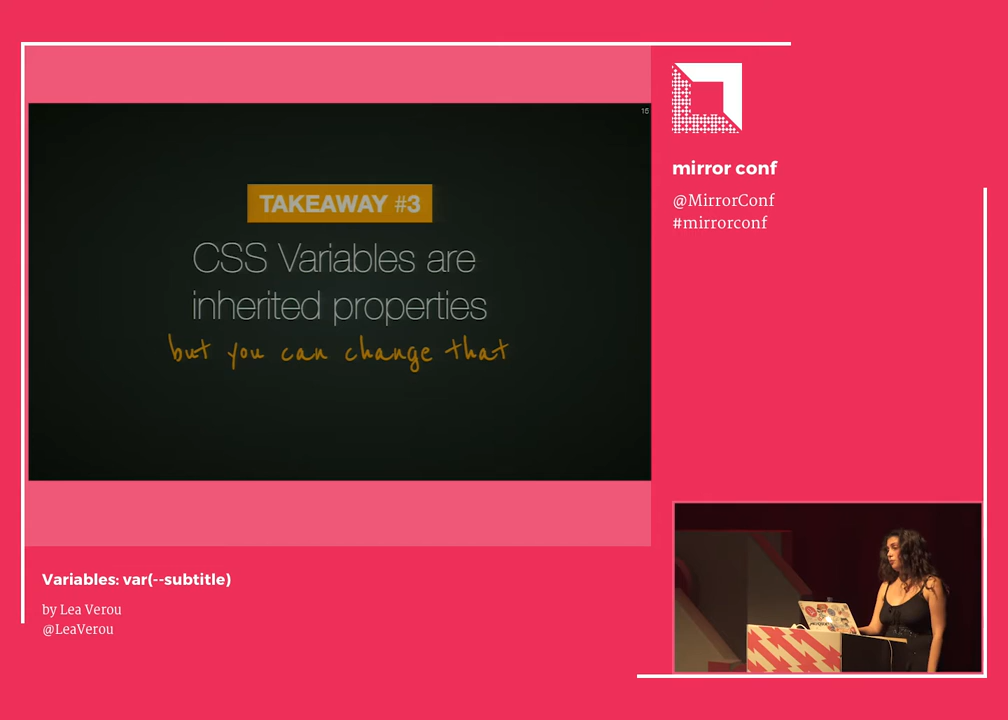 16
TAKEAWAY #3
CSS Variables are
inherited properties
but you can change that
mirror conf
@MirrorConf
#mirrorconf
Variables: var(--subtitle)
by Lea Verou
@LeaVerou